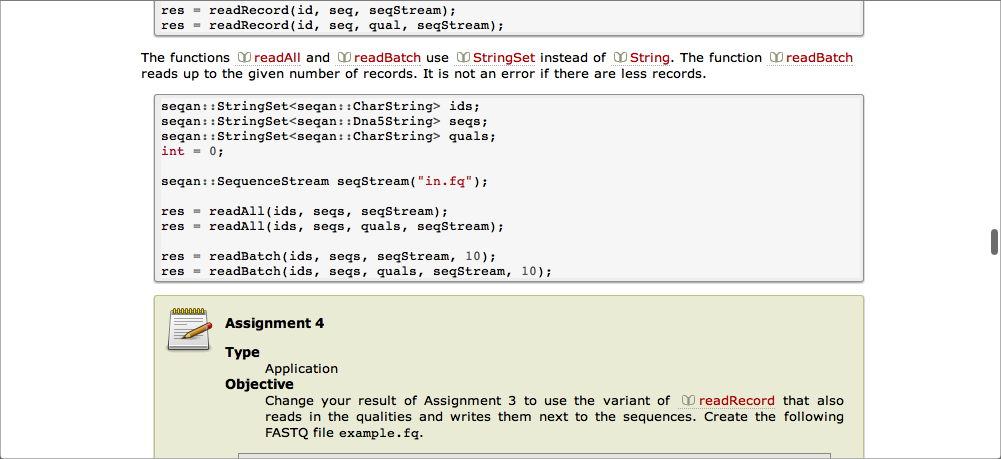 res = readRecord(id, seq, seqStream);
res = readRecord(id, seq, qual, seqStream);
The functions readAll and readBatch use StringSet instead of String. The function readBatch
reads up to the given number of records. It is not an error if there are less records.
seqan::StringSet<seqan::CharString> ids;
seqan::StringSet<seqan::Dna5String> seqs;
seqan::StringSet<seqan::CharString> quals;
int = 0;
seqan::SequenceStream seqStream("in.fq");
res = readAll(ids, seqs, seqStream);
res = readAll(ids, seqs, quals, seqStream);
res = readBatch(ids, seqs, seqStream, 10);
res = readBatch(ids, seqs, quals, seqStream, 10);
Assignment 4
Type
Application
Objective
Change your result of Assignment 3 to use the variant of readRecord that also
reads in the qualities and writes them next to the sequences. Create the following
FASTQ file example.fq.